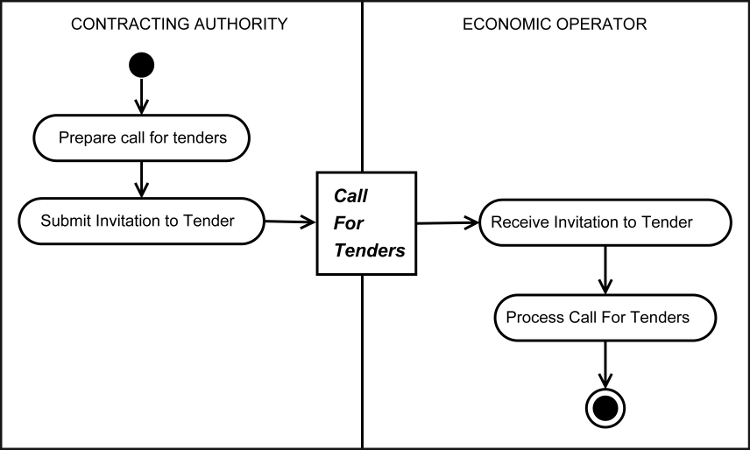 CONTRACTING AUTHORITY
ECONOMIC OPERATOR
Prepare call for tenders
Submit Invitation to Tender
Call
For
Tenders
Receive Invitation to Tender
Process Call For Tenders